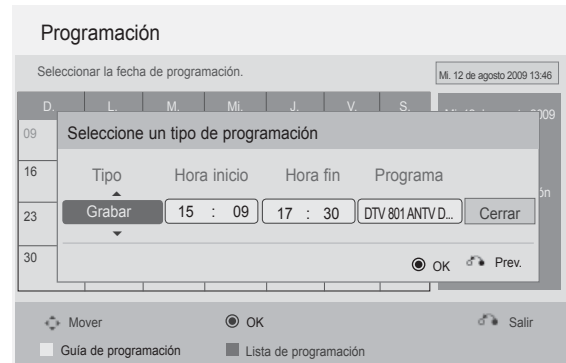 Programación
Seleccionar la fecha de programación.
Mi. 12 de agosto 2009 13:46
D. L. M. Mi. J. V. S.
09
Seleccione un tipo de programación
16
Tipo Hora inicio Hora fin Programa
23
Grabar 15 : 09 17 : 30 DTV 801 ANTV D... Cerrar
30
OK Prev.
Mover OK Salir
Guía de programación Lista de programación